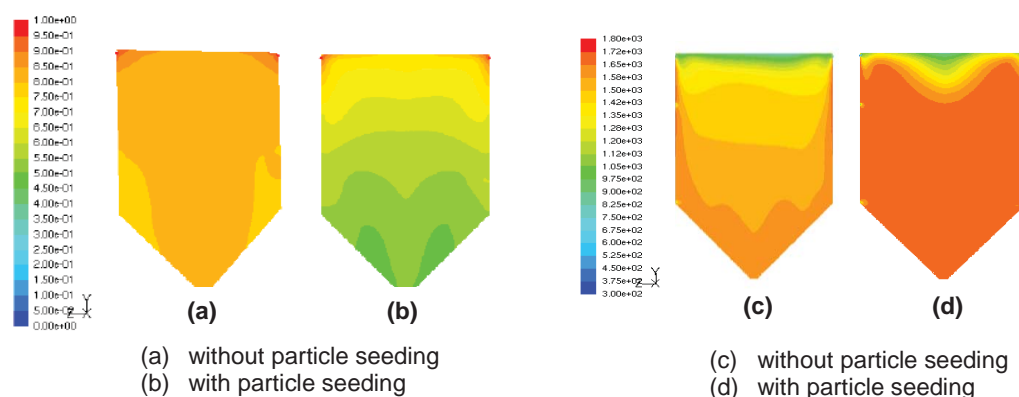 1.00e+00
9.50e-01
9.00e-01
8.50e-01
8.00e-01
7.50e-01
7.00e-01
6.50e-01
6.00e-01
5.50e-01
5.00e-01
4.50e-01
4.00e-01
3.50e-01
3.00e-01
2.50e-01
2.00e-01
1.50e-01
1.00e-01
5.00e-02
0.00e+00
Y
Z X
(a)
(b)
(a) without particle seeding
(b) with particle seeding
1.80e+03
1.72e+03
1.65e+03
1.58e+03
1.50e+03
1.42e+03
1.35e+03
1.28e+03
1.20e+03
1.12e+03
1.05e+03
9.75e+02
9.00e+02
8.25e+02
7.50e+02
6.75e+02
6.00e+02
5.25e+02
4.50e+02
3.75e+02
3.00e+02
Y
Z X
(c)
(d)
(c) without particle seeding
(d) with particle seeding